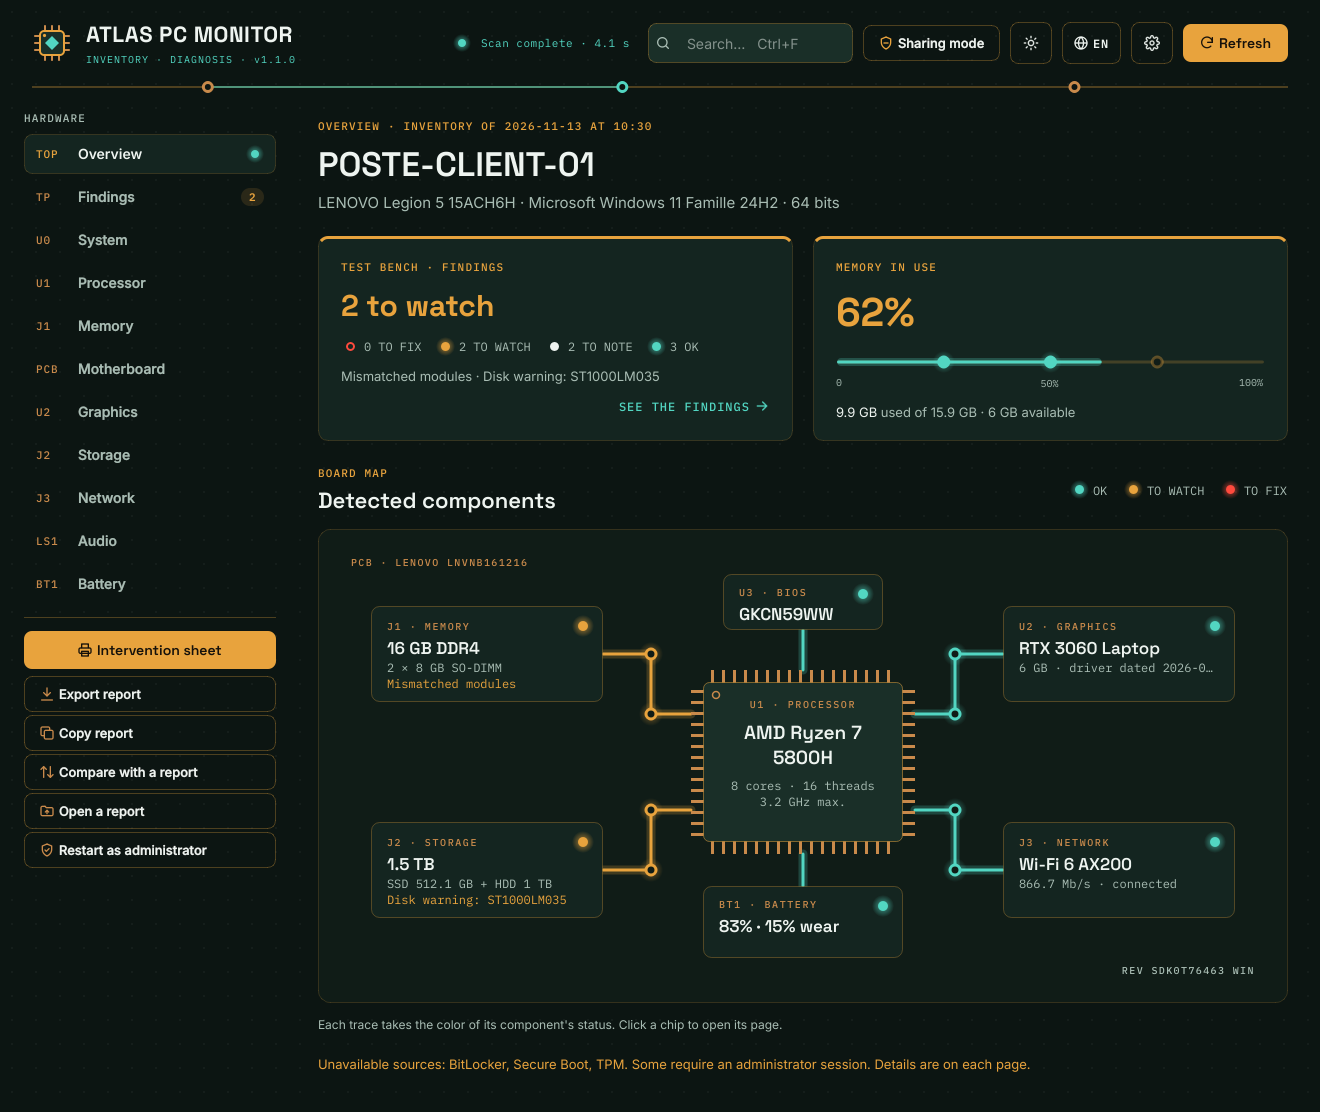 ATLAS PC MONITOR
INVENTORY · DIAGNOSIS · v1.1.0
Scan complete · 4.1 s
Search... Ctrl+F
Sharing mode
EN
Refresh
HARDWARE
TOP Overview
TP Findings 2
U0 System
U1 Processor
J1 Memory
PCB Motherboard
U2 Graphics
J2 Storage
J3 Network
LS1 Audio
BT1 Battery
Intervention sheet
Export report
Copy report
Compare with a report
Open a report
Restart as administrator
OVERVIEW · INVENTORY OF 2026-11-13 AT 10:30
POSTE-CLIENT-01
LENOVO Legion 5 15ACH6H · Microsoft Windows 11 Famille 24H2 · 64 bits
TEST BENCH · FINDINGS
2 to watch
0 TO FIX 2 TO WATCH 2 TO NOTE 3 OK
Mismatched modules · Disk warning: ST1000LM035
SEE THE FINDINGS →
MEMORY IN USE
62%
0 50% 100%
9.9 GB used of 15.9 GB · 6 GB available
BOARD MAP
Detected components
OK TO WATCH TO FIX
PCB · LENOVO LNVNB161216
U3 · BIOS
GKCN59WW
J1 · MEMORY
16 GB DDR4
2 × 8 GB SO-DIMM
Mismatched modules
U2 · GRAPHICS
RTX 3060 Laptop
6 GB · driver dated 2026-0…
U1 · PROCESSOR
AMD Ryzen 7
5800H
8 cores · 16 threads
3.2 GHz max.
J2 · STORAGE
1.5 TB
SSD 512.1 GB + HDD 1 TB
Disk warning: ST1000LM035
J3 · NETWORK
Wi-Fi 6 AX200
866.7 Mb/s · connected
BT1 · BATTERY
83% · 15% wear
REV SDK0T76463 WIN
Each trace takes the color of its component's status. Click a chip to open its page.
Unavailable sources: BitLocker, Secure Boot, TPM. Some require an administrator session. Details are on each page.